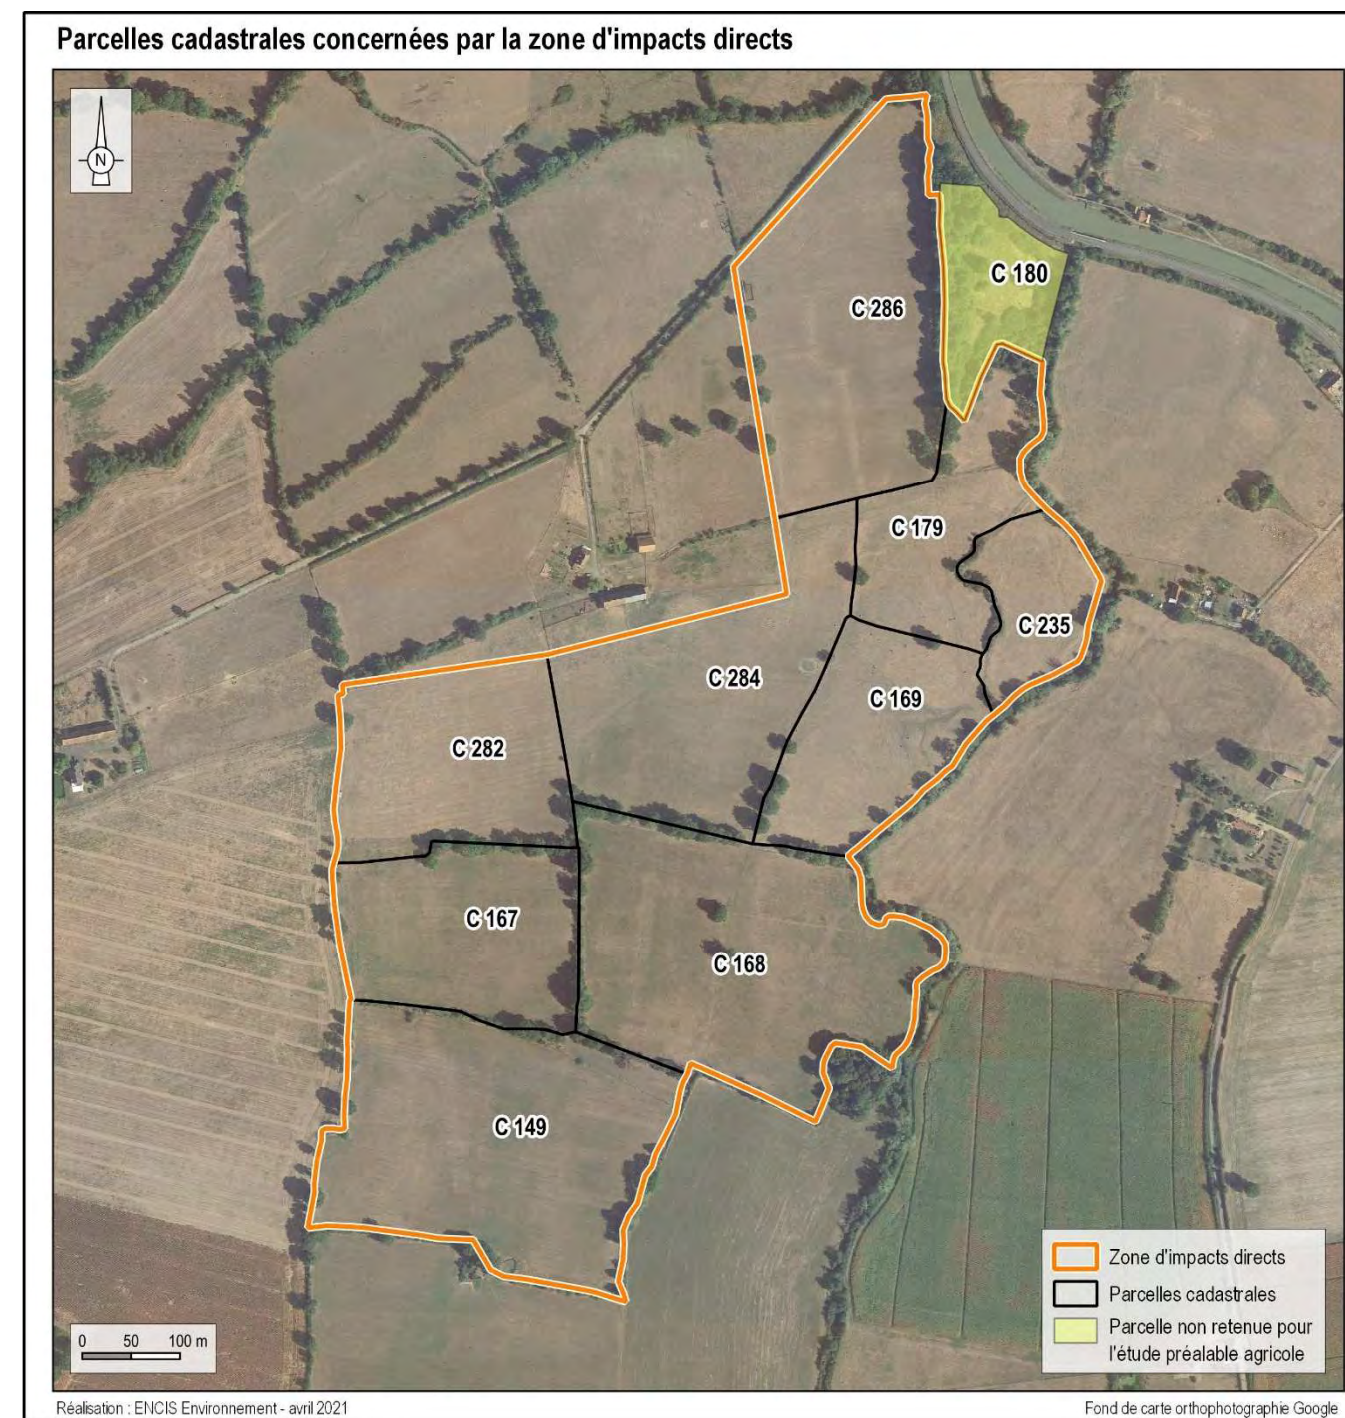 Parcelles cadastrales concernées par la zone d'impacts directs
N
C 180
C 286
C 179
C 235
C 284
C 169
C 282
C 167
C 168
C 149
Zone d'impacts directs
Parcelles cadastrales
Parcelle non retenue pour
l'étude préalable agricole
0 50 100 m
Réalisation : ENCIS Environnement - avril 2021
Fond de carte orthophotographie Google